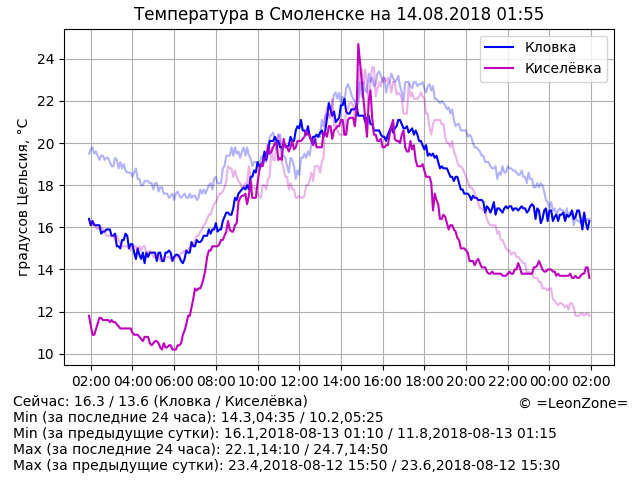 Температура в Смоленске на 14.08.2018 01:55
градусов Цельсия, °C
24
22
20
18
16
14
12
10
Кловка
Киселёвка
02:00 04:00 06:00 08:00 10:00 12:00 14:00 16:00 18:00 20:00 22:00 00:00 02:00
Сейчас: 16.3 / 13.6 (Кловка / Киселёвка)
© =LeonZone=
Min (за последние 24 часа): 14.3,04:35 / 10.2,05:25
Min (за предыдущие сутки): 16.1,2018-08-13 01:10 / 11.8,2018-08-13 01:15
Max (за последние 24 часа): 22.1,14:10 / 24.7,14:50
Max (за предыдущие сутки): 23.4,2018-08-12 15:50 / 23.6,2018-08-12 15:30